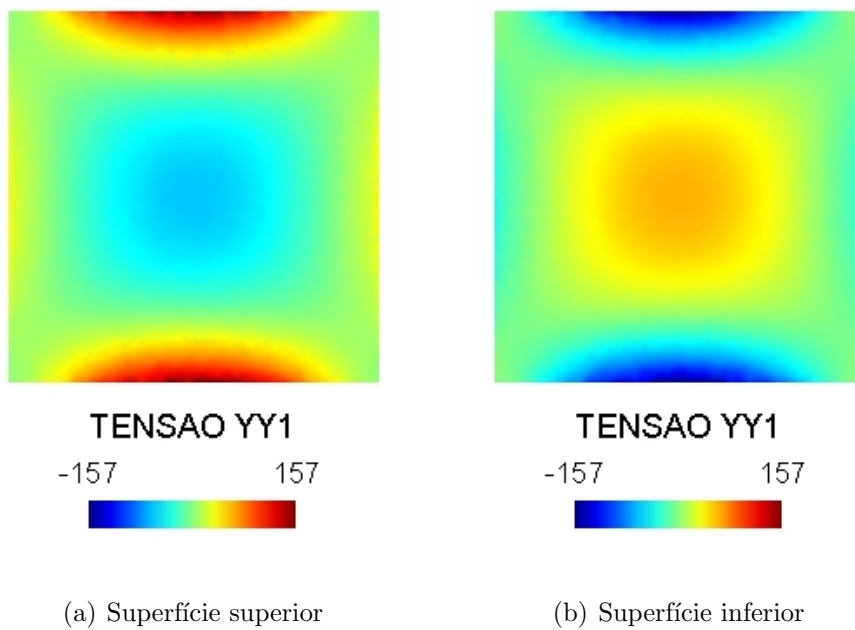 TENSAO YY1
-157 157
(a) Superfície superior
TENSAO YY1
-157 157
(b) Superfície inferior